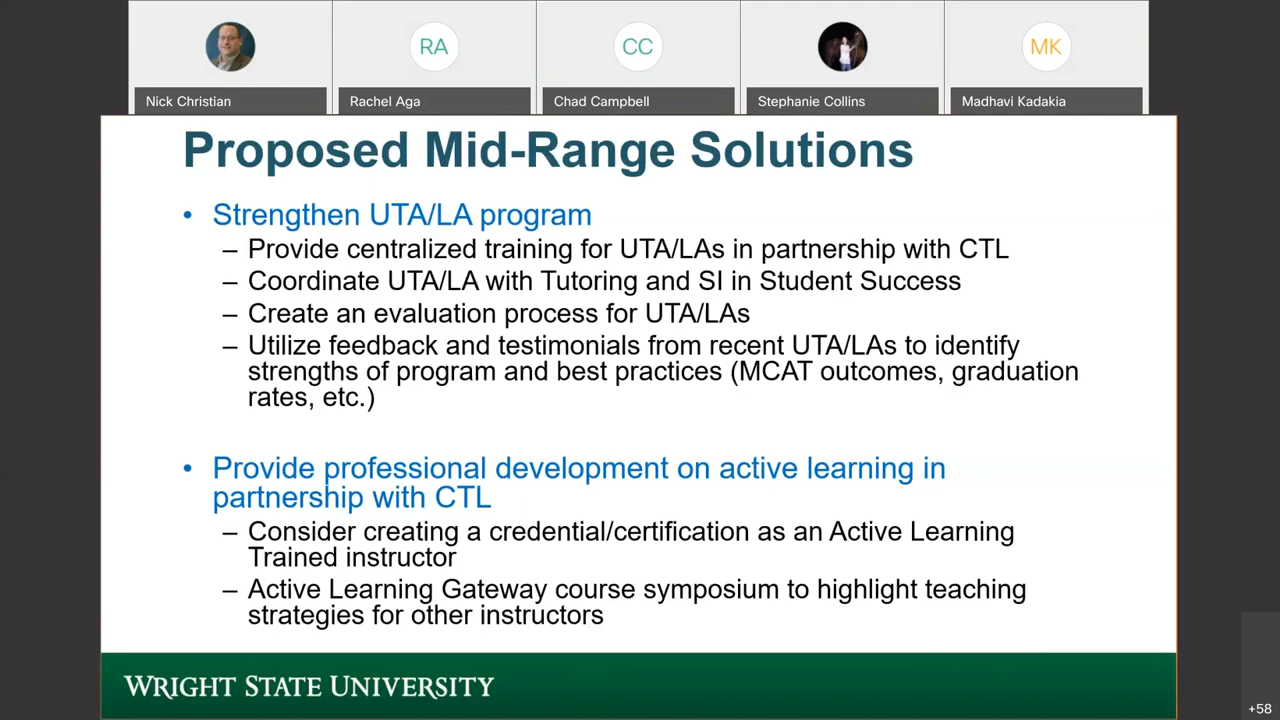 RA
CC
MK
Nick Christian
Rachel Aga
Chad Campbell
Stephanie Collins
Madhavi Kadakia
Proposed Mid-Range Solutions
• Strengthen UTA/LA program
– Provide centralized training for UTA/LAs in partnership with CTL
– Coordinate UTA/LA with Tutoring and SI in Student Success
– Create an evaluation process for UTA/LAs
– Utilize feedback and testimonials from recent UTA/LAs to identify
strengths of program and best practices (MCAT outcomes, graduation
rates, etc.)
• Provide professional development on active learning in
partnership with CTL
– Consider creating a credential/certification as an Active Learning
Trained instructor
– Active Learning Gateway course symposium to highlight teaching
strategies for other instructors
WRIGHT STATE UNIVERSITY
+58